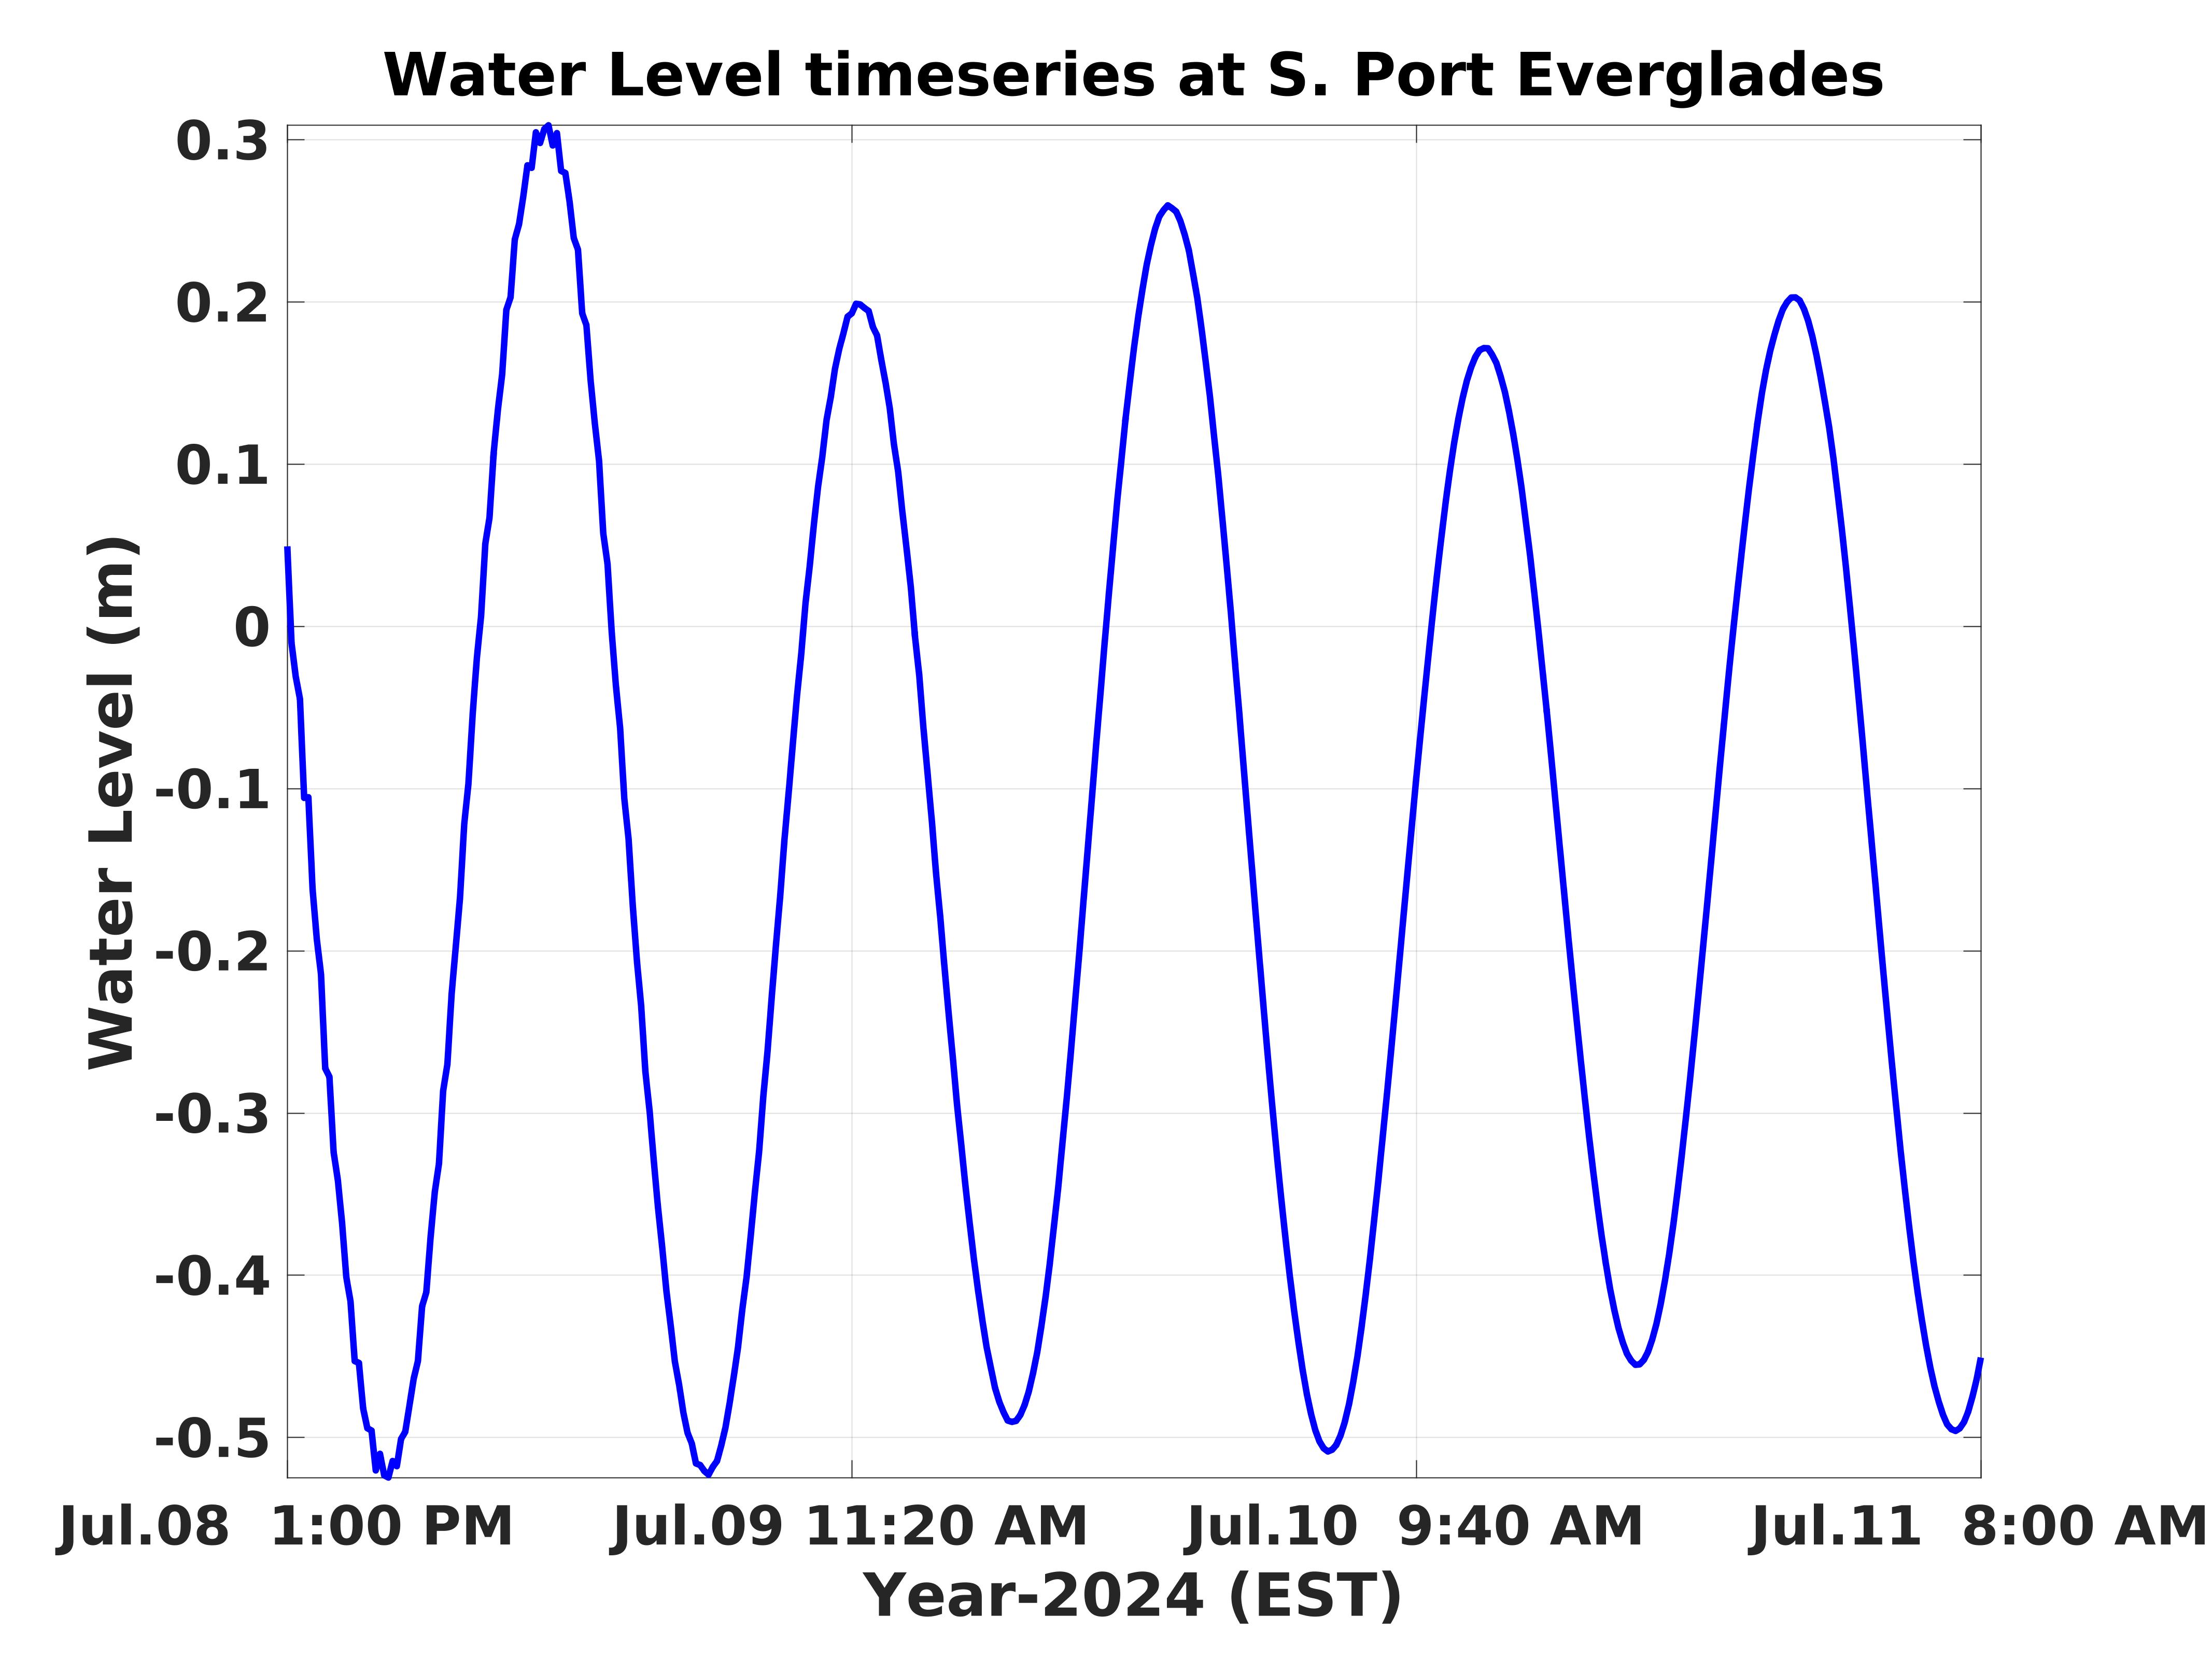 Water Level timeseries at S. Port Everglades
0.3
0.2
0.1
0
-0.1
-0.2
-0.3
-0.4
-0.5
Water Level (m)
Jul.08 1:00 PM Jul.09 11:20 AM Jul.10 9:40 AM Jul.11 8:00 AM
Year-2024 (EST)